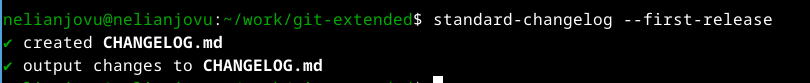 nelianjovu@nelianjovu:~/work/git-extended$ standard-changelog --first-release
✔ created CHANGELOG.md
✔ output changes to CHANGELOG.md